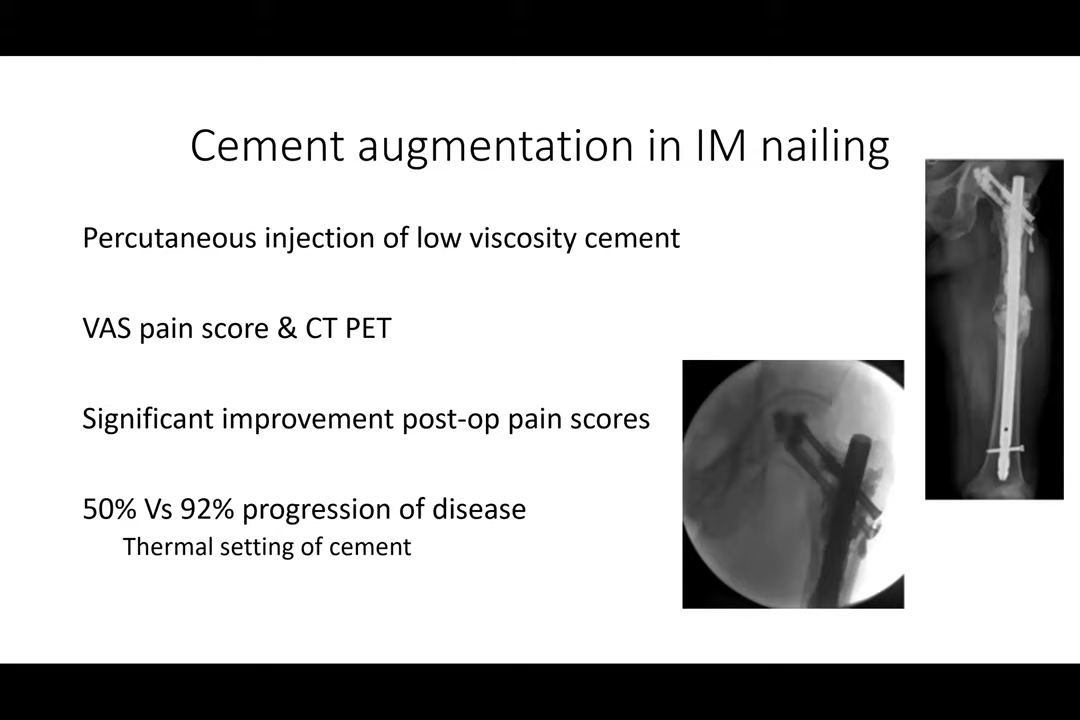 Cement augmentation in IM nailing
Percutaneous injection of low viscosity cement
VAS pain score & CT PET
Significant improvement post-op pain scores
50% Vs 92% progression of disease
Thermal setting of cement